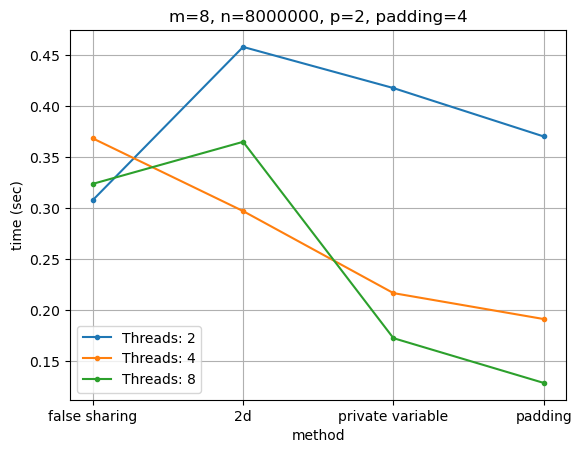 m=8, n=8000000, p=2, padding=4
time (sec)
0.45
0.40
0.35
0.30
0.25
0.20
0.15
Threads: 2
Threads: 4
Threads: 8
false sharing 2d private variable padding
method